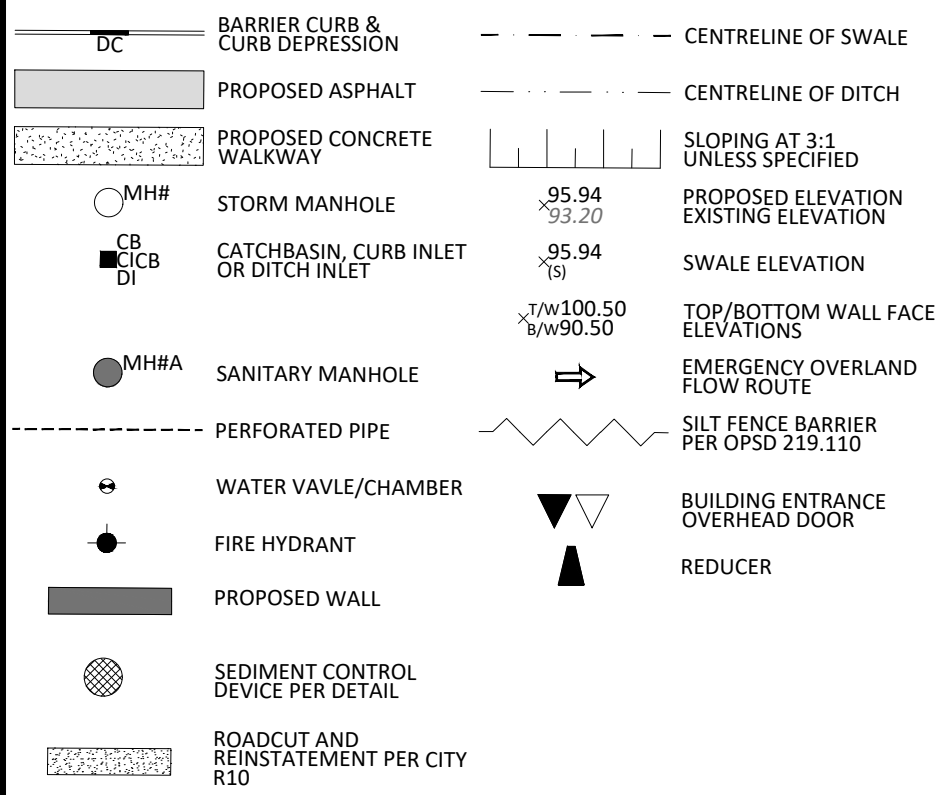 DC
BARRIER CURB &
CURB DEPRESSION
PROPOSED ASPHALT
PROPOSED CONCRETE
WALKWAY
MH#
STORM MANHOLE
CB
CICB
DI
CATCHBASIN, CURB INLET
OR DITCH INLET
MH#A
SANITARY MANHOLE
PERFORATED PIPE
WATER VAVLE/CHAMBER
FIRE HYDRANT
PROPOSED WALL
SEDIMENT CONTROL
DEVICE PER DETAIL
ROADCUT AND
REINSTATEMENT PER CITY
R10
CENTRELINE OF SWALE
CENTRELINE OF DITCH
SLOPING AT 3:1
UNLESS SPECIFIED
95.94
93.20
PROPOSED ELEVATION
EXISTING ELEVATION
95.94
(S)
SWALE ELEVATION
T/W100.50
B/W90.50
TOP/BOTTOM WALL FACE
ELEVATIONS
EMERGENCY OVERLAND
FLOW ROUTE
SILT FENCE BARRIER
PER OPSD 219.110
BUILDING ENTRANCE
OVERHEAD DOOR
REDUCER